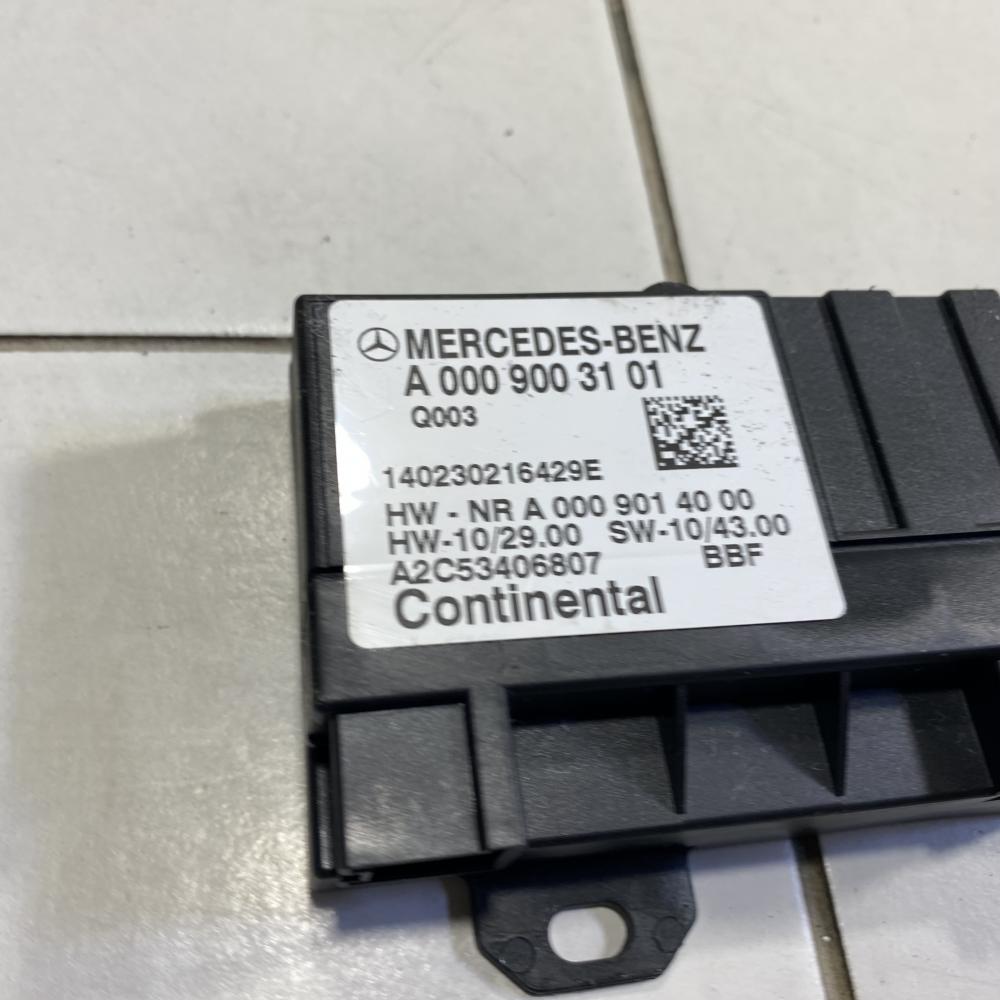 MERCEDES-BENZ
A 000 900 31 01
Q003
140230216429E
HW - NR A 000 901 40 00
HW-10/29.00 SW-10/43.00
A2C53406807 BBF
Continental